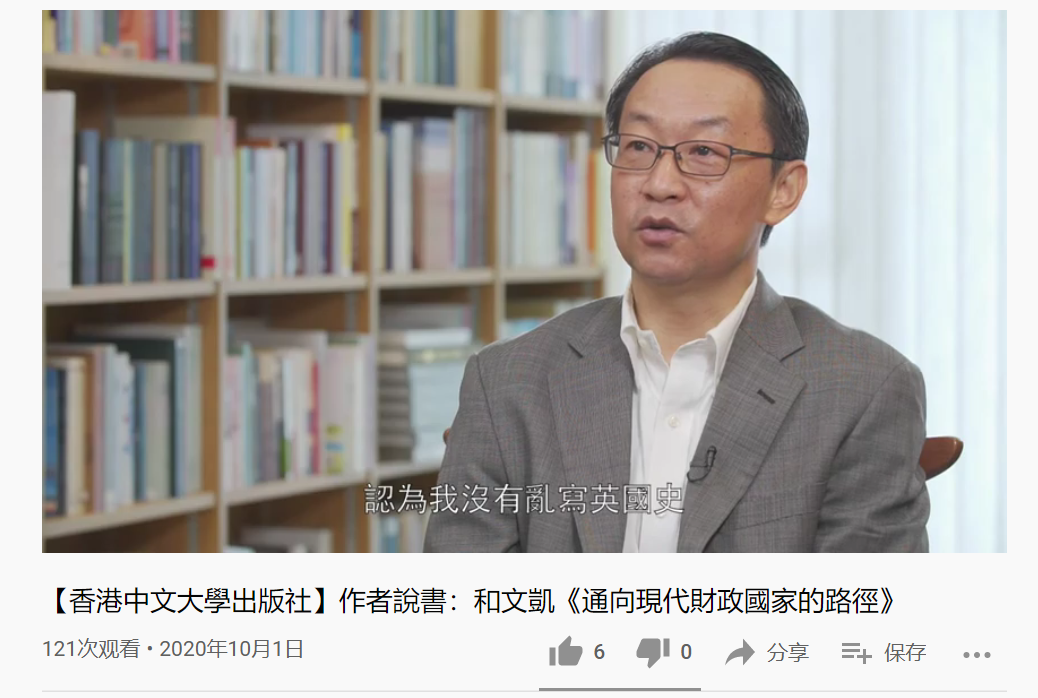 認為我沒有亂寫英國史
【香港中文大學出版社】作者說書：和文凱《通向現代財政國家的路徑》
121次观看 • 2020年10月1日
6 0 分享 保存